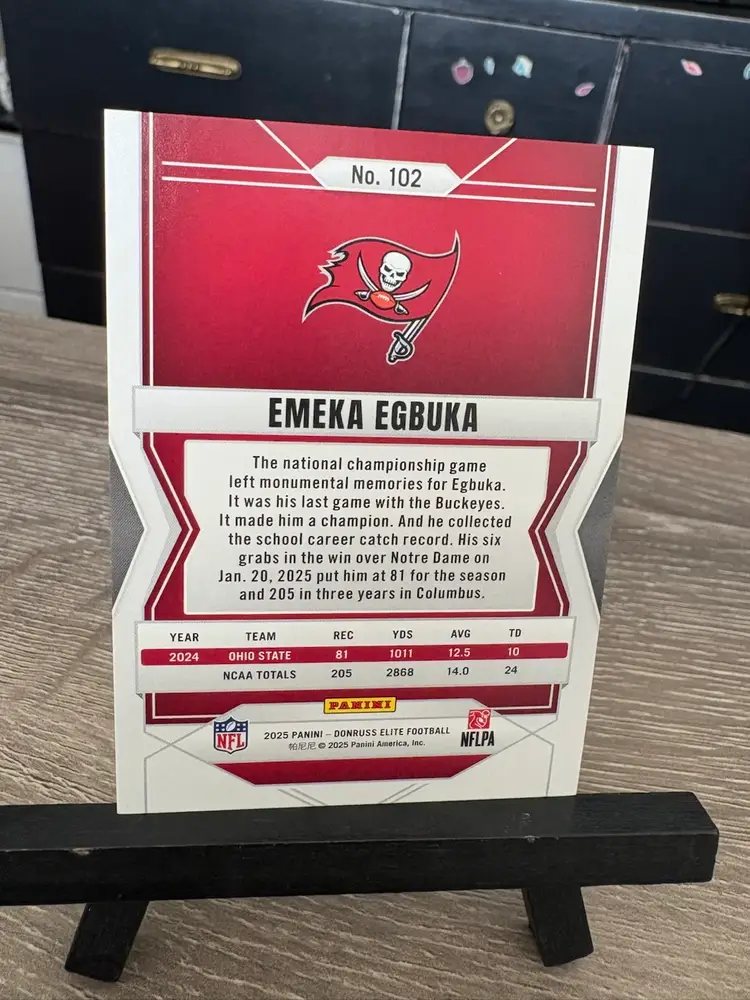 No. 102
EMEKA EGBUKA
The national championship game
left monumental memories for Egbuka.
It was his last game with the Buckeyes.
It made him a champion. And he collected
the school career catch record. His six
grabs in the win over Notre Dame on
Jan. 20, 2025 put him at 81 for the season
and 205 in three years in Columbus.
YEAR TEAM REC YDS AVG TD
2024 OHIO STATE 81 1011 12.5 10
NCAA TOTALS 205 2868 14.0 24
PANINI
NFL
2025 PANINI – DONRUSS ELITE FOOTBALL
帕尼尼 © 2025 Panini America, Inc.
NFLPA